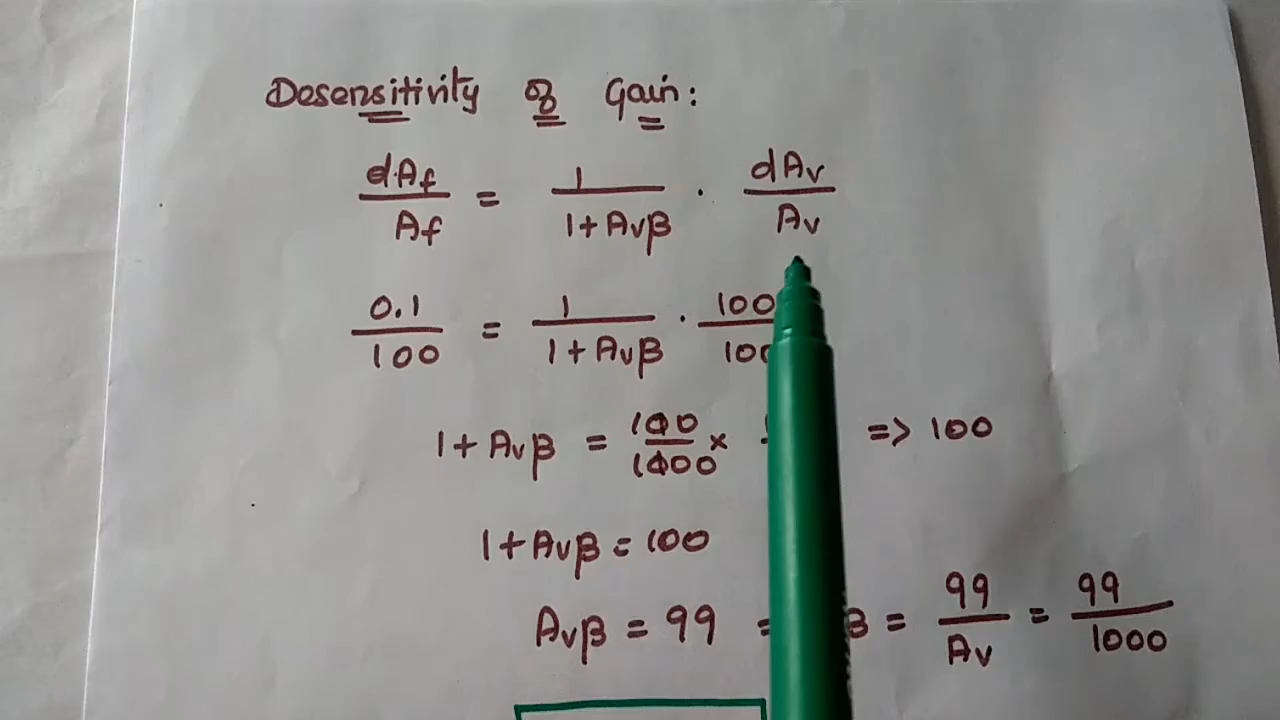 Desensitivity of Gain:
dAf/Af = 1/(1+Avβ) · dAv/Av
0.1/100 = 1/(1+Avβ) · 100/100
1+Avβ = 100/1000 × => 100
1+Avβ = 100
Avβ = 99 = β = 99/Av = 99/1000